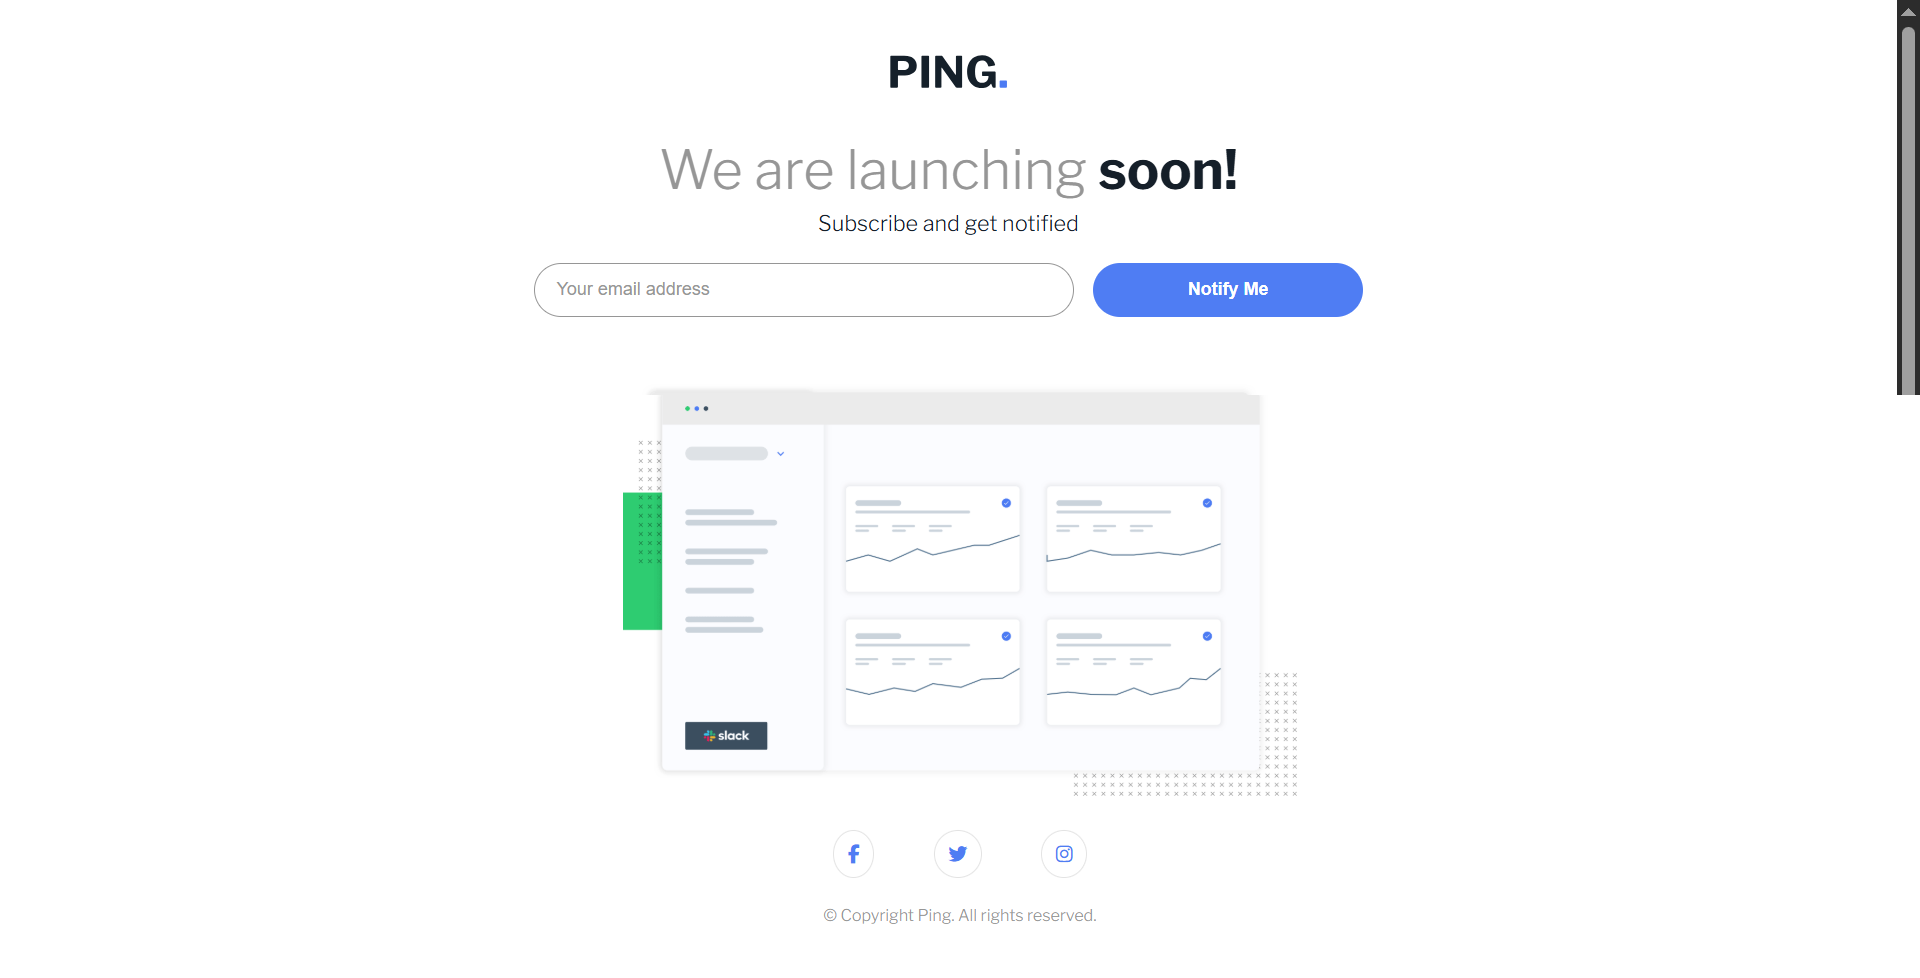 PING.
We are launching soon!
Subscribe and get notified
Your email address
Notify Me
slack
© Copyright Ping. All rights reserved.